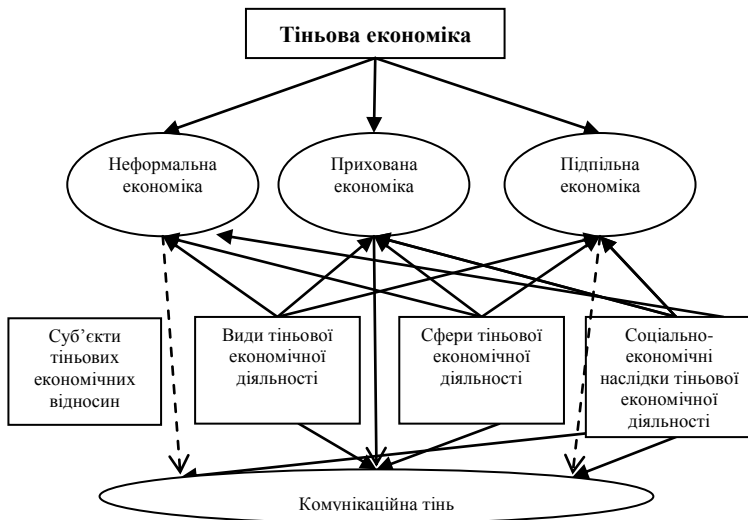 Тіньова економіка
Неформальна
економіка
Прихована
економіка
Підпільна
економіка
Суб’єкти
тіньових
економічних
відносин
Види тіньової
економічної
діяльності
Сфери тіньової
економічної
діяльності
Соціально-
економічні
наслідки тіньової
економічної
діяльності
Комунікаційна тінь